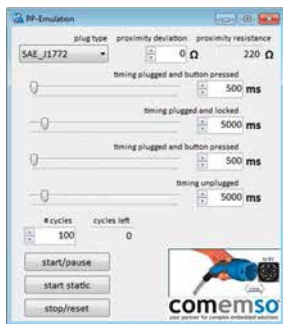 PP-Emulation
plug type proximity deviation proximity resistance
SAE_J1772 0 Ω 220 Ω
timing plugged and button pressed
500 ms
timing plugged and locked
5000 ms
timing plugged and button pressed
500 ms
timing unplugged
5000 ms
# cycles cycles left
100 0
start/pause
start static
stop/reset
comemso
your partner for complex embedded solutions